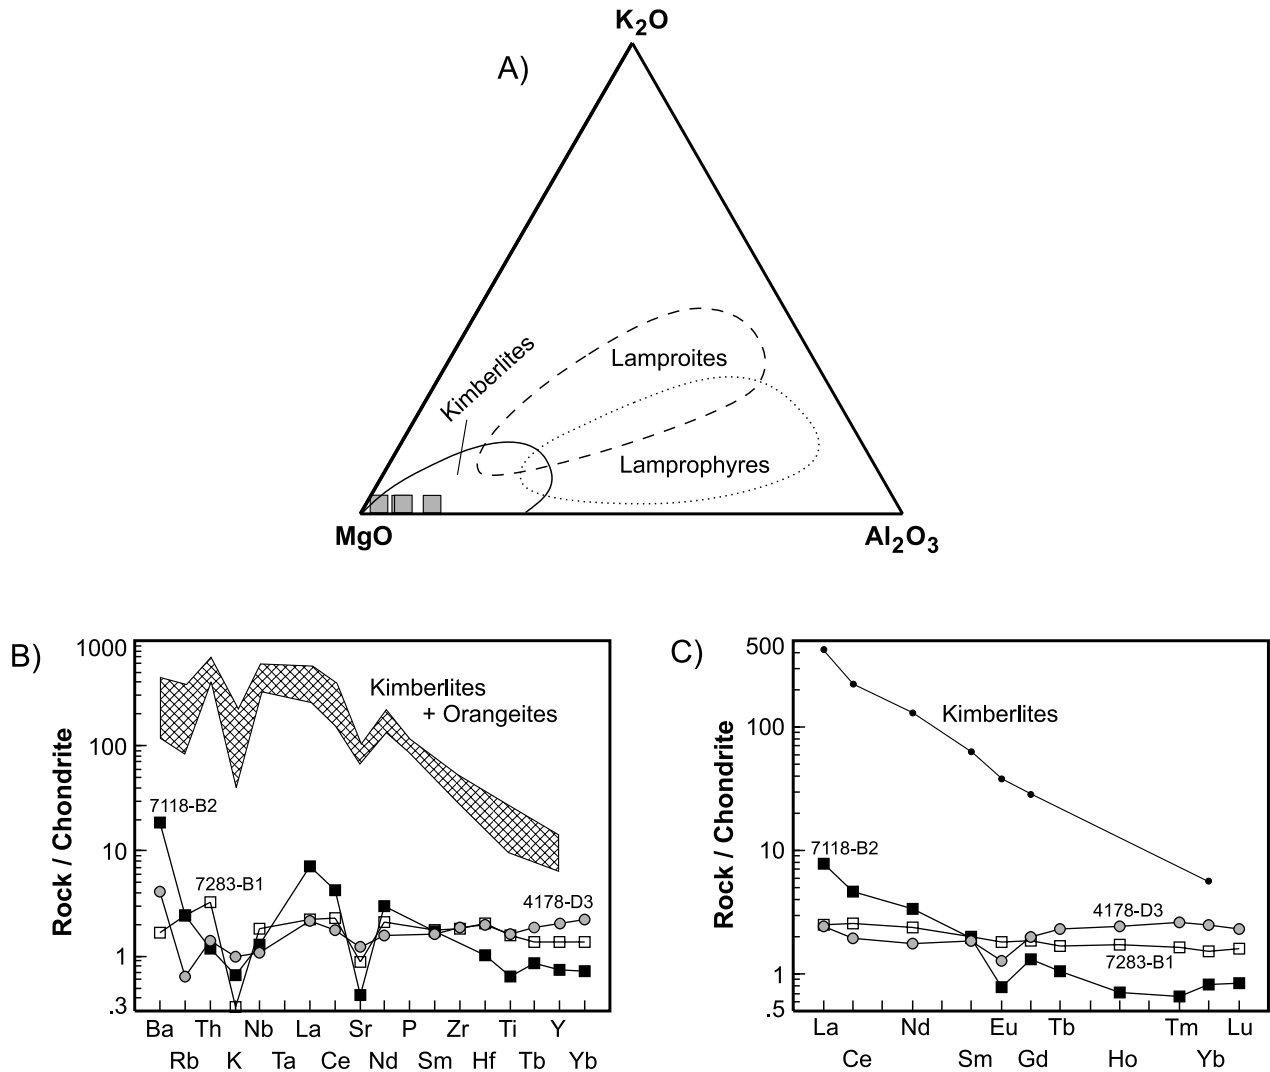 K2O
A)
Kimberlites
Lamproites
Lamprophyres
MgO
Al2O3
B)
Rock / Chondrite
1000
100
10
1
.3
Kimberlites
+ Orangeites
7118-B2
7283-B1
4178-D3
Ba Th K Nb La Sr P Zr Ti Y
Rb Ta Ce Nd Sm Hf Tb Yb
C)
Rock / Chondrite
500
100
10
1
.5
Kimberlites
7118-B2
4178-D3
7283-B1
La Nd Eu Tb Tm Lu
Ce Sm Gd Ho Yb